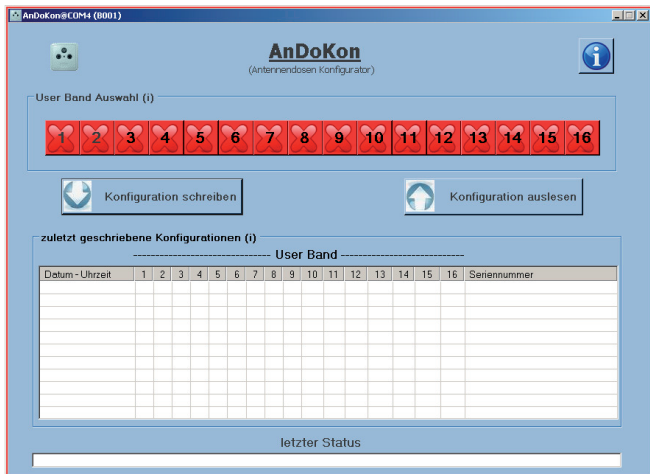 AnDoKon@COM4 (B001)
AnDoKon
(Antennendosen Konfigurator)
User Band Auswahl (i)
1 2 3 4 5 6 7 8 9 10 11 12 13 14 15 16
Konfiguration schreiben
Konfiguration auslesen
zuletzt geschriebene Konfigurationen (i)
------------------------------ User Band ---------------------------
Datum - Uhrzeit 1 2 3 4 5 6 7 8 9 10 11 12 13 14 15 16 Seriennummer
letzter Status